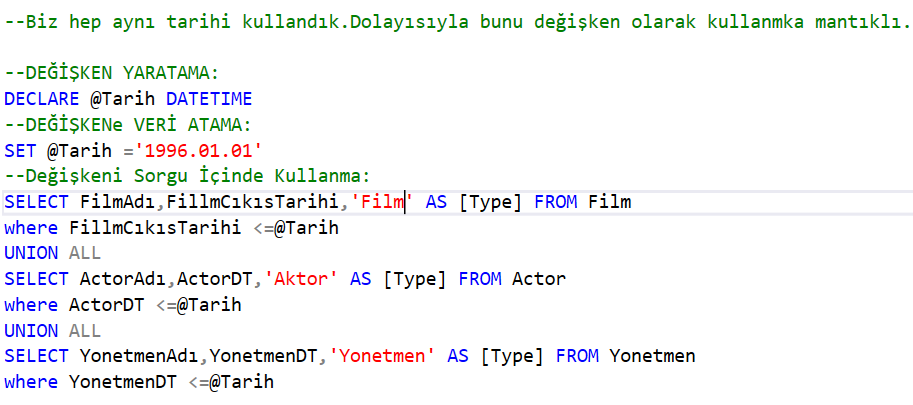 --Biz hep aynı tarihi kullandık.Dolayısıyla bunu değişken olarak kullanmka mantıklı.
--DEĞİŞKEN YARATAMA:
DECLARE @Tarih DATETIME
--DEĞİŞKENe VERİ ATAMA:
SET @Tarih ='1996.01.01'
--Değişkeni Sorgu İçinde Kullanma:
SELECT FilmAdı,FillmCıkısTarihi,'Film' AS [Type] FROM Film
where FillmCıkısTarihi <=@Tarih
UNION ALL
SELECT ActorAdı,ActorDT,'Aktor' AS [Type] FROM Actor
where ActorDT <=@Tarih
UNION ALL
SELECT YonetmenAdı,YonetmenDT,'Yonetmen' AS [Type] FROM Yonetmen
where YonetmenDT <=@Tarih